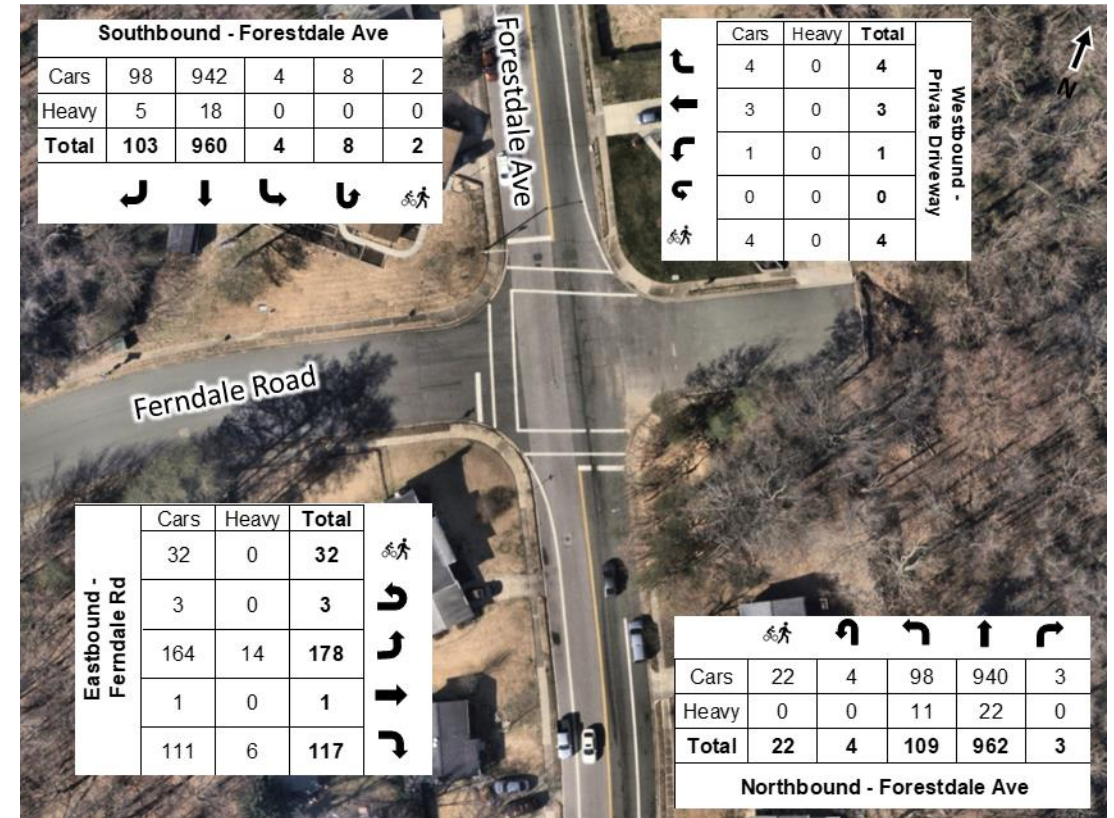 Southbound - Forestdale Ave
Cars 98 942 4 8 2
Heavy 5 18 0 0 0
Total 103 960 4 8 2
Forestdale Ave
Cars Heavy Total
4 0 4
3 0 3
1 0 1
0 0 0
4 0 4
Westbound -
Private Driveway
N
Ferndale Road
Eastbound -
Ferndale Rd
Cars Heavy Total
32 0 32
3 0 3
164 14 178
1 0 1
111 6 117
Cars 22 4 98 940 3
Heavy 0 0 11 22 0
Total 22 4 109 962 3
Northbound - Forestdale Ave